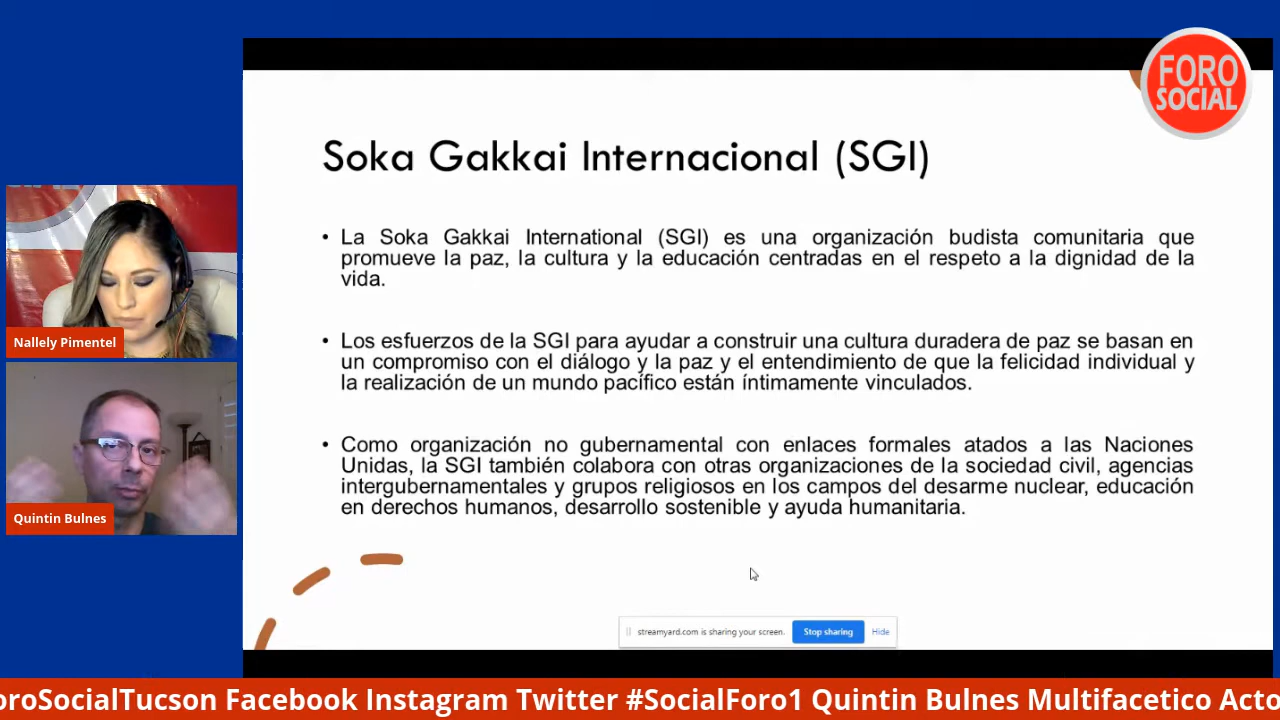 FORO
SOCIAL
Soka Gakkai Internacional (SGI)
• La Soka Gakkai International (SGI) es una organización budista comunitaria que
promueve la paz, la cultura y la educación centradas en el respeto a la dignidad de la
vida.
• Los esfuerzos de la SGI para ayudar a construir una cultura duradera de paz se basan en
un compromiso con el diálogo y la paz y el entendimiento de que la felicidad individual y
la realización de un mundo pacífico están íntimamente vinculados.
• Como organización no gubernamental con enlaces formales atados a las Naciones
Unidas, la SGI también colabora con otras organizaciones de la sociedad civil, agencias
intergubernamentales y grupos religiosos en los campos del desarme nuclear, educación
en derechos humanos, desarrollo sostenible y ayuda humanitaria.
Nallely Pimentel
Quintin Bulnes
streamyard.com is sharing your screen. Stop sharing Hide
oroSocialTucson Facebook Instagram Twitter #SocialForo1 Quintin Bulnes Multifacetico Acto